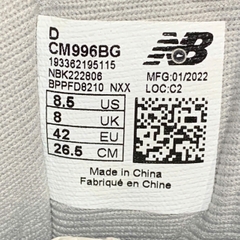 D
CM996BG
193362195115
NBK222806
BPPFD8210 NXX
NB
MFG:01/2022
LOC:C2
8.5 US
8 UK
42 EU
26.5 CM
Made in China
Fabriqué en Chine